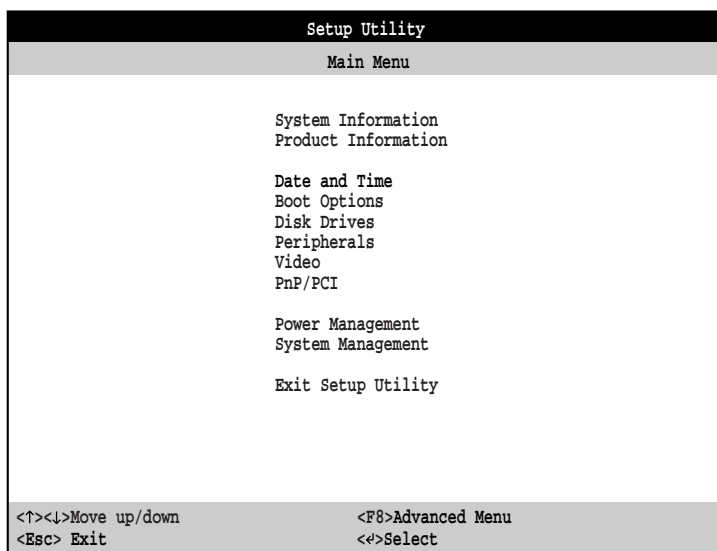 Setup Utility
Main Menu
System Information
Product Information
Date and Time
Boot Options
Disk Drives
Peripherals
Video
PnP/PCI
Power Management
System Management
Exit Setup Utility
<↑><↓>Move up/down <F8>Advanced Menu
<Esc> Exit <↵>Select